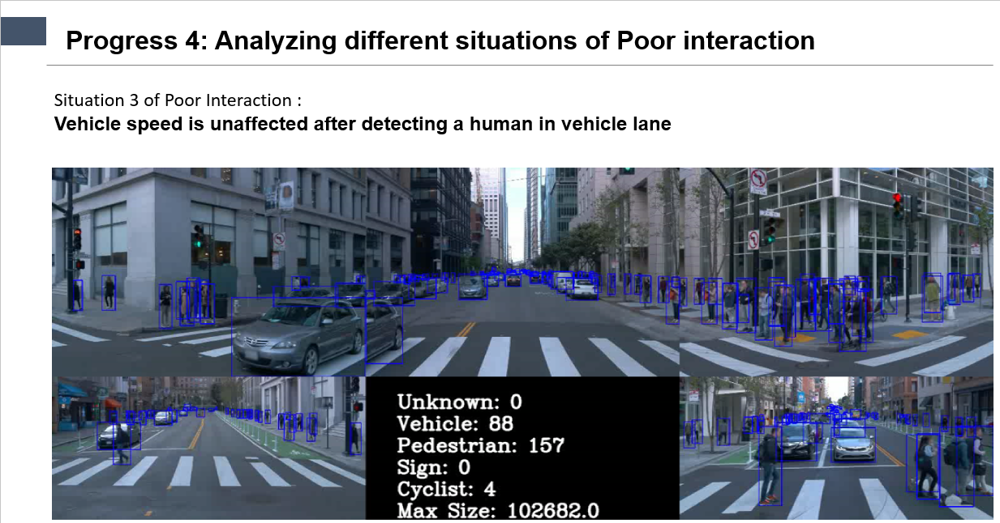 Progress 4: Analyzing different situations of Poor interaction
Situation 3 of Poor Interaction :
Vehicle speed is unaffected after detecting a human in vehicle lane
Unknown: 0
Vehicle: 88
Pedestrian: 157
Sign: 0
Cyclist: 4
Max Size: 102682.0